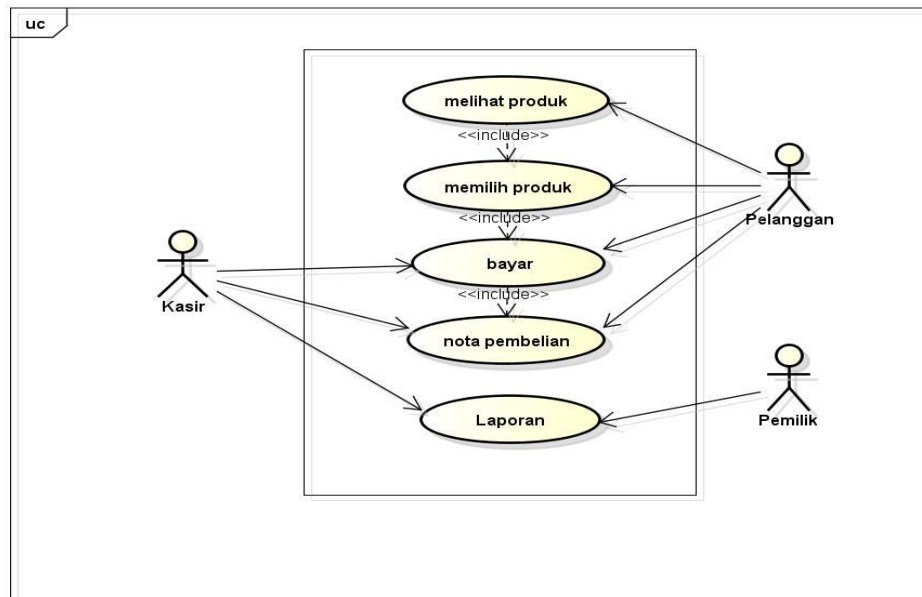 uc
melihat produk
<<include>>
memilih produk
<<include>>
Pelanggan
bayar
Kasir
<<include>>
nota pembelian
Laporan
Pemilik